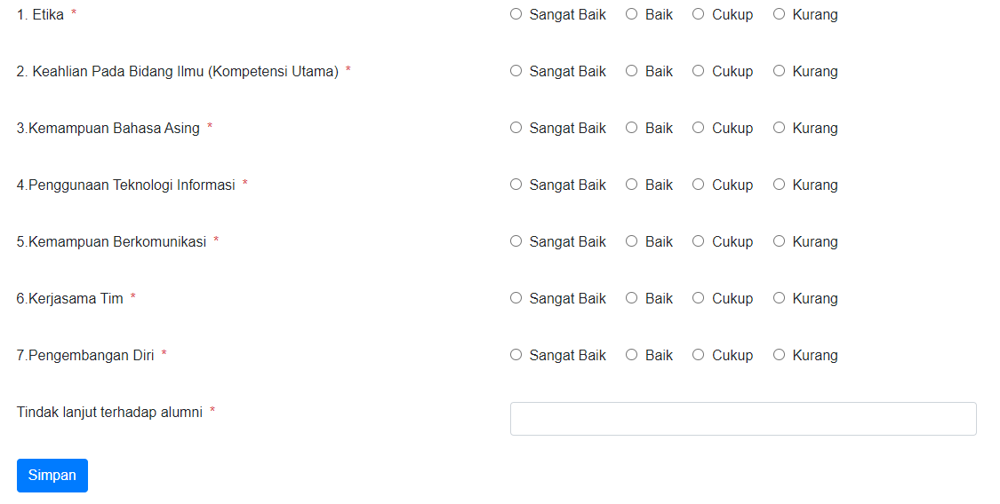 1. Etika * Sangat Baik Baik Cukup Kurang
2. Keahlian Pada Bidang Ilmu (Kompetensi Utama) * Sangat Baik Baik Cukup Kurang
3.Kemampuan Bahasa Asing * Sangat Baik Baik Cukup Kurang
4.Penggunaan Teknologi Informasi * Sangat Baik Baik Cukup Kurang
5.Kemampuan Berkomunikasi * Sangat Baik Baik Cukup Kurang
6.Kerjasama Tim * Sangat Baik Baik Cukup Kurang
7.Pengembangan Diri * Sangat Baik Baik Cukup Kurang
Tindak lanjut terhadap alumni *
Simpan